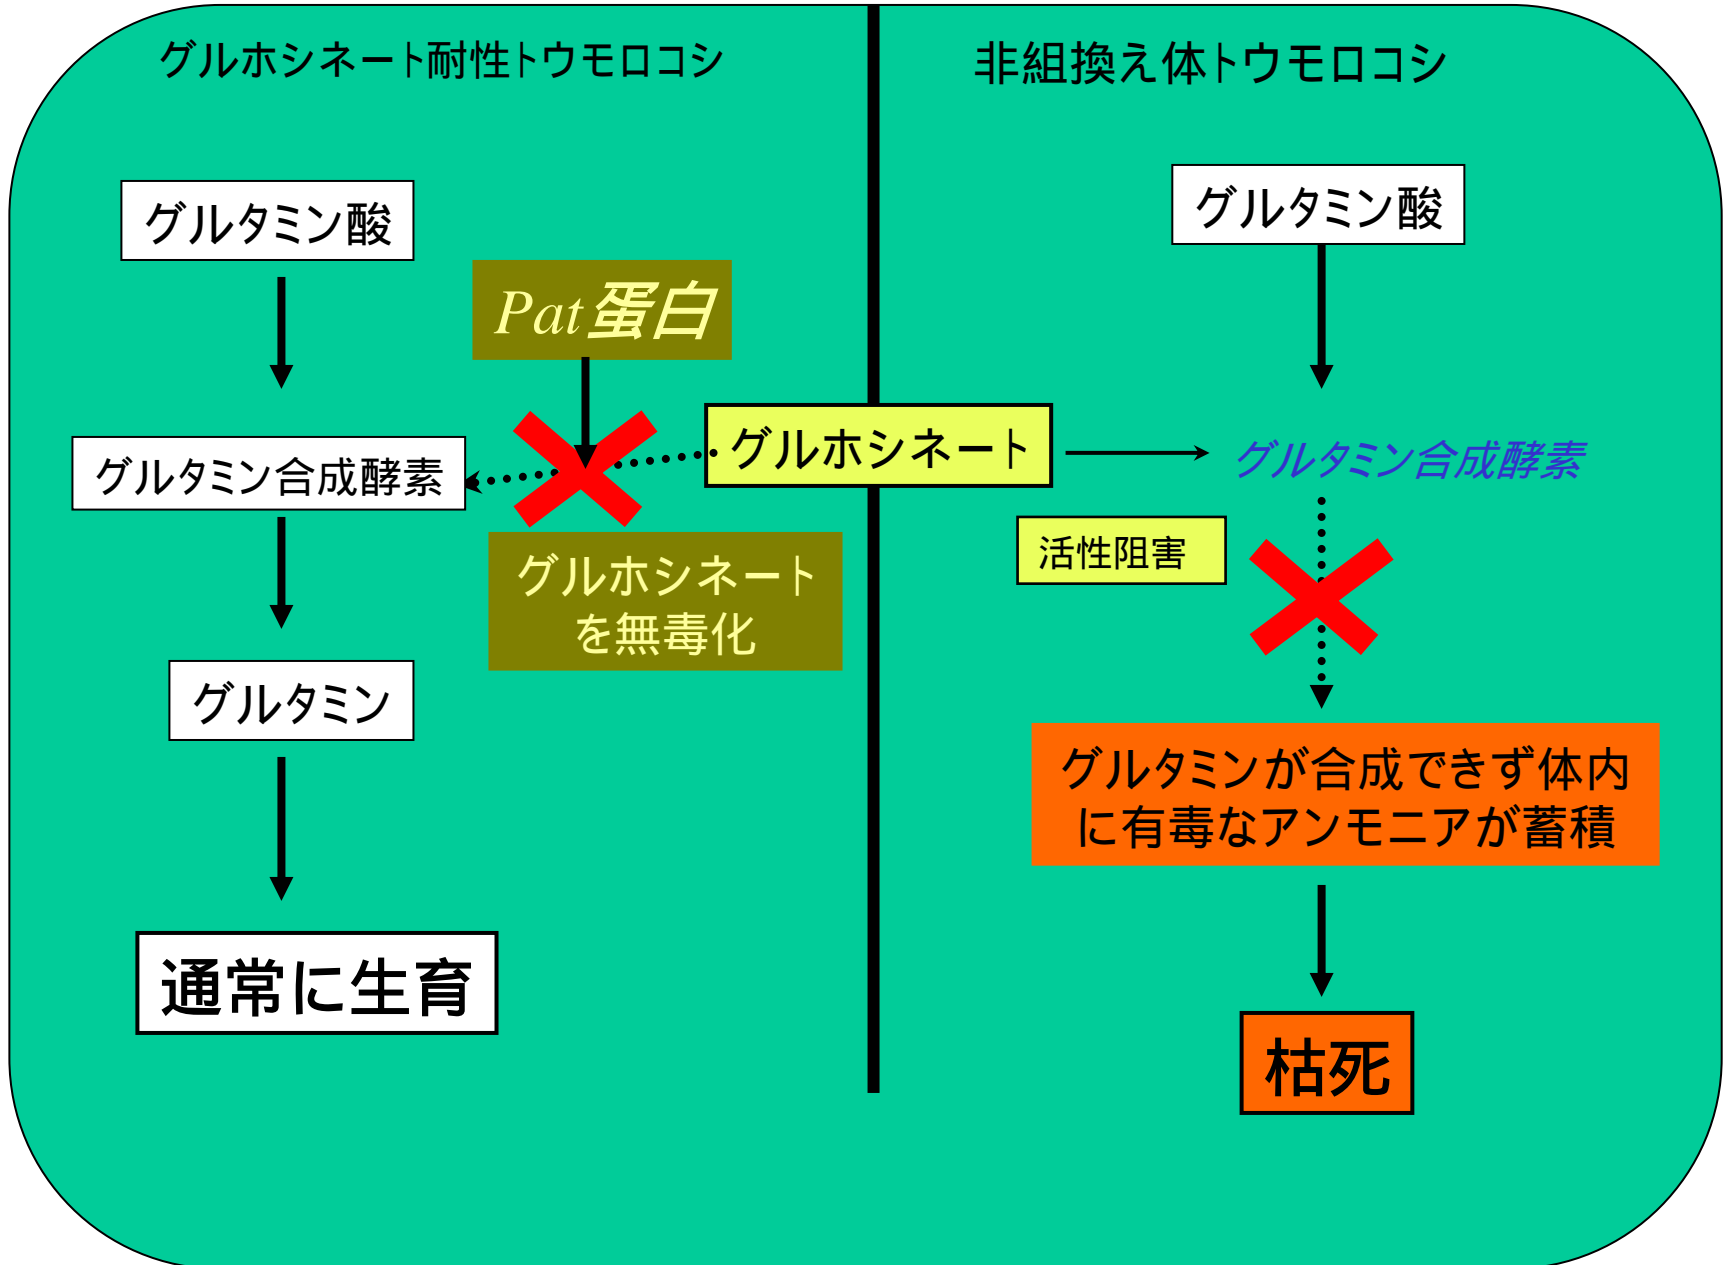 グルホシネート耐性トウモロコシ
グルタミン酸
Pat蛋白
グルタミン合成酵素
グルホシネート
を無毒化
グルタミン
通常に生育
グルホシネート
非組換え体トウモロコシ
グルタミン酸
グルタミン合成酵素
活性阻害
グルタミンが合成できず体内
に有毒なアンモニアが蓄積
枯死